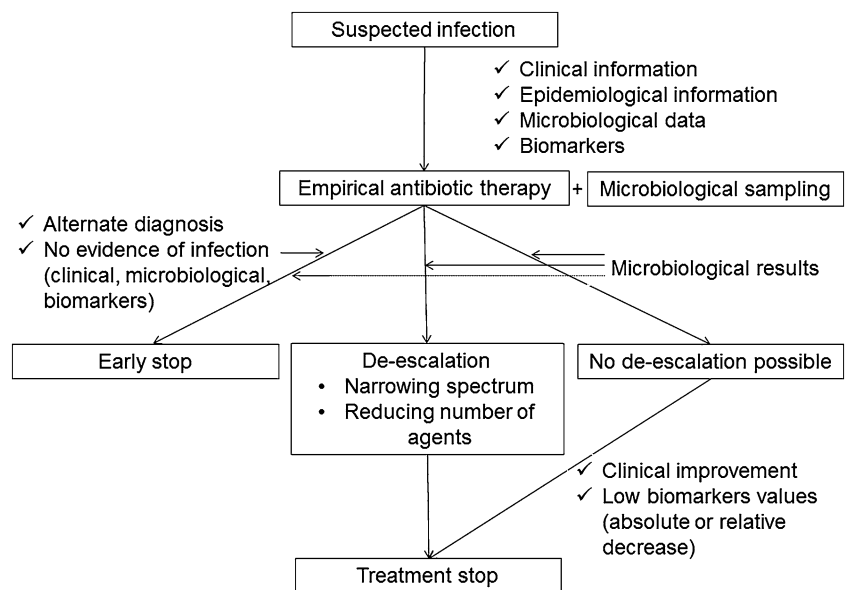 Suspected infection
✓ Clinical information
✓ Epidemiological information
✓ Microbiological data
✓ Biomarkers
Empirical antibiotic therapy + Microbiological sampling
✓ Alternate diagnosis
✓ No evidence of infection
(clinical, microbiological,
biomarkers)
Microbiological results
Early stop
De-escalation
• Narrowing spectrum
• Reducing number of
agents
No de-escalation possible
✓ Clinical improvement
✓ Low biomarkers values
(absolute or relative
decrease)
Treatment stop